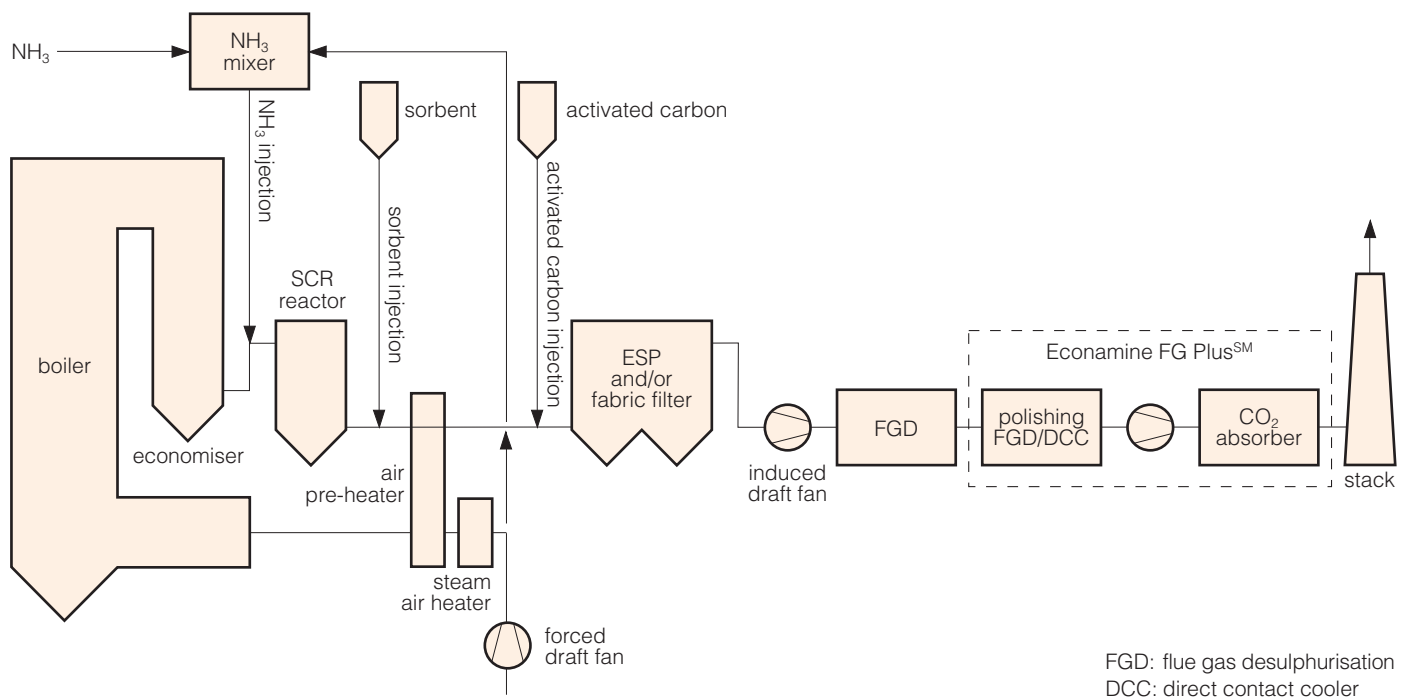 NH₃
NH₃
mixer
NH₃ injection
sorbent
activated carbon
sorbent injection
activated carbon injection
SCR
reactor
boiler
economiser
air
pre-heater
steam
air heater
forced
draft fan
ESP
and/or
fabric filter
induced
draft fan
FGD
Econamine FG Plusˢᴹ
polishing
FGD/DCC
CO₂
absorber
stack
FGD: flue gas desulphurisation
DCC: direct contact cooler